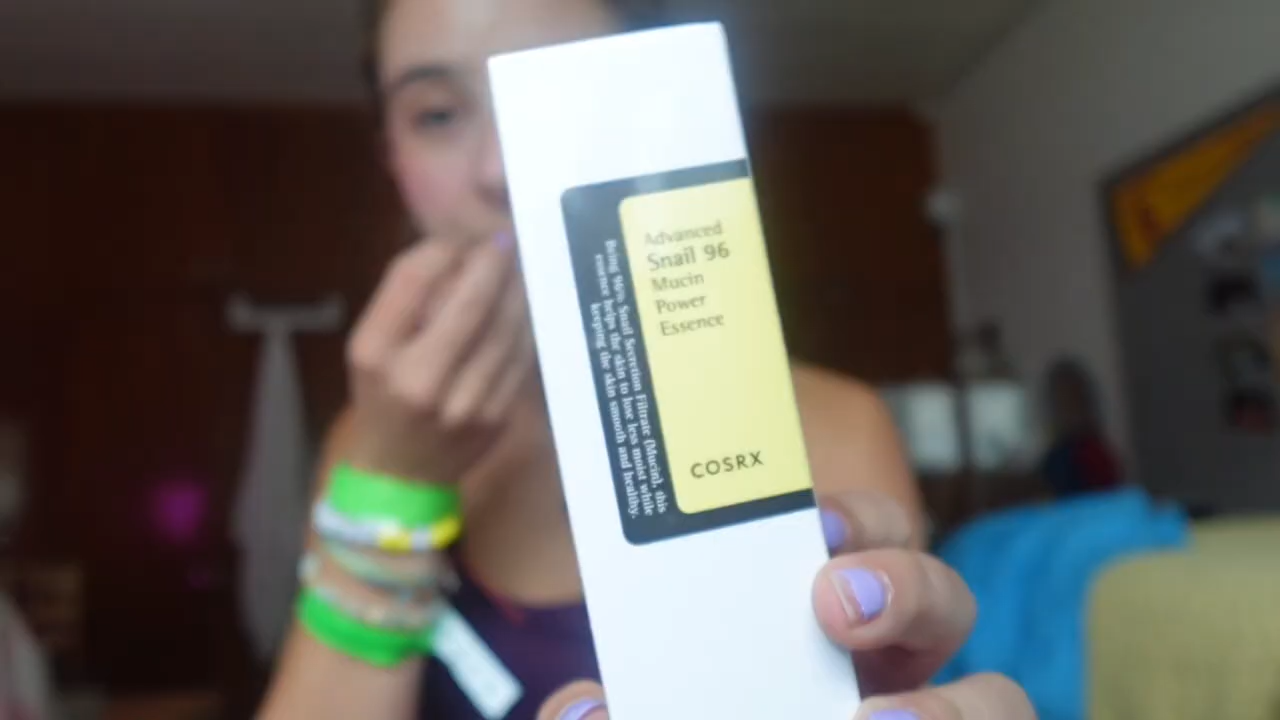 Advanced
Snail 96
Mucin
Power
Essence
COSRX
Being 96% Snail Secretion Filtrate (Mucin), this
essence helps the skin to lose less moist while
keeping the skin smooth and healthy.